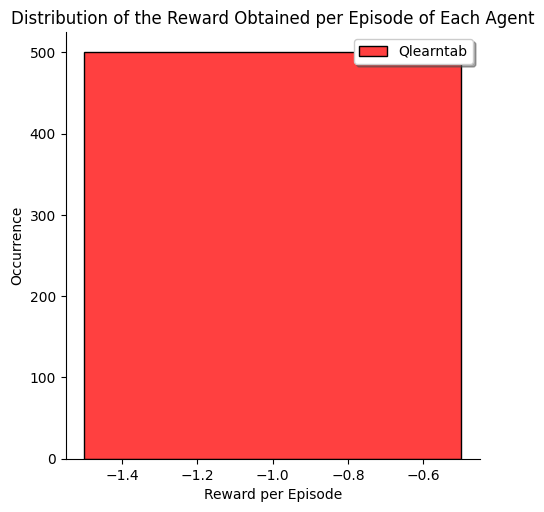 Distribution of the Reward Obtained per Episode of Each Agent
Qlearntab
500
400
300
200
100
0
Occurrence
−1.4 −1.2 −1.0 −0.8 −0.6
Reward per Episode